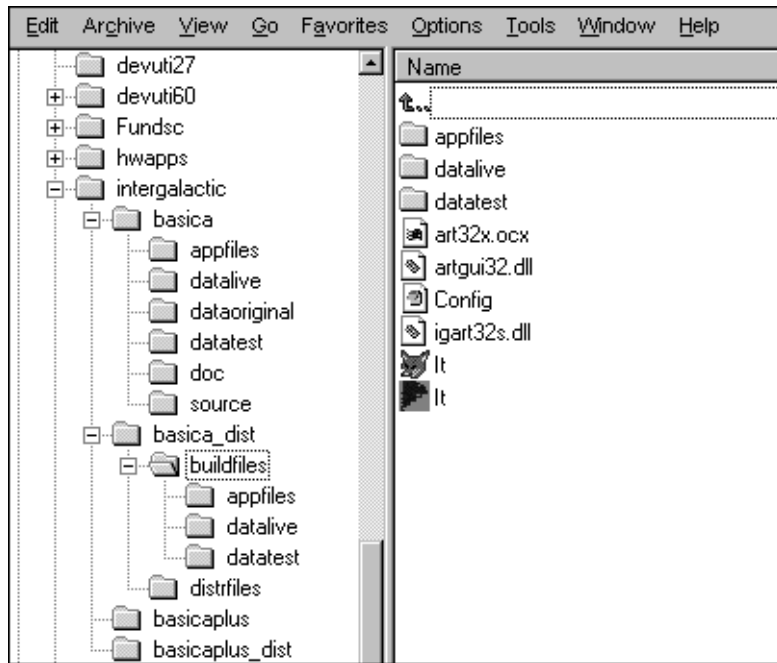 Edit Archive View Go Favorites Options Tools Window Help
devuti27
devuti60
Fundsc
hwapps
intergalactic
basica
appfiles
datalive
dataoriginal
datatest
doc
source
basica_dist
buildfiles
appfiles
datalive
datatest
distrfiles
basicaplus
basicaplus_dist
Name
..
appfiles
datalive
datatest
art32x.ocx
artgui32.dll
Config
igart32s.dll
It
It